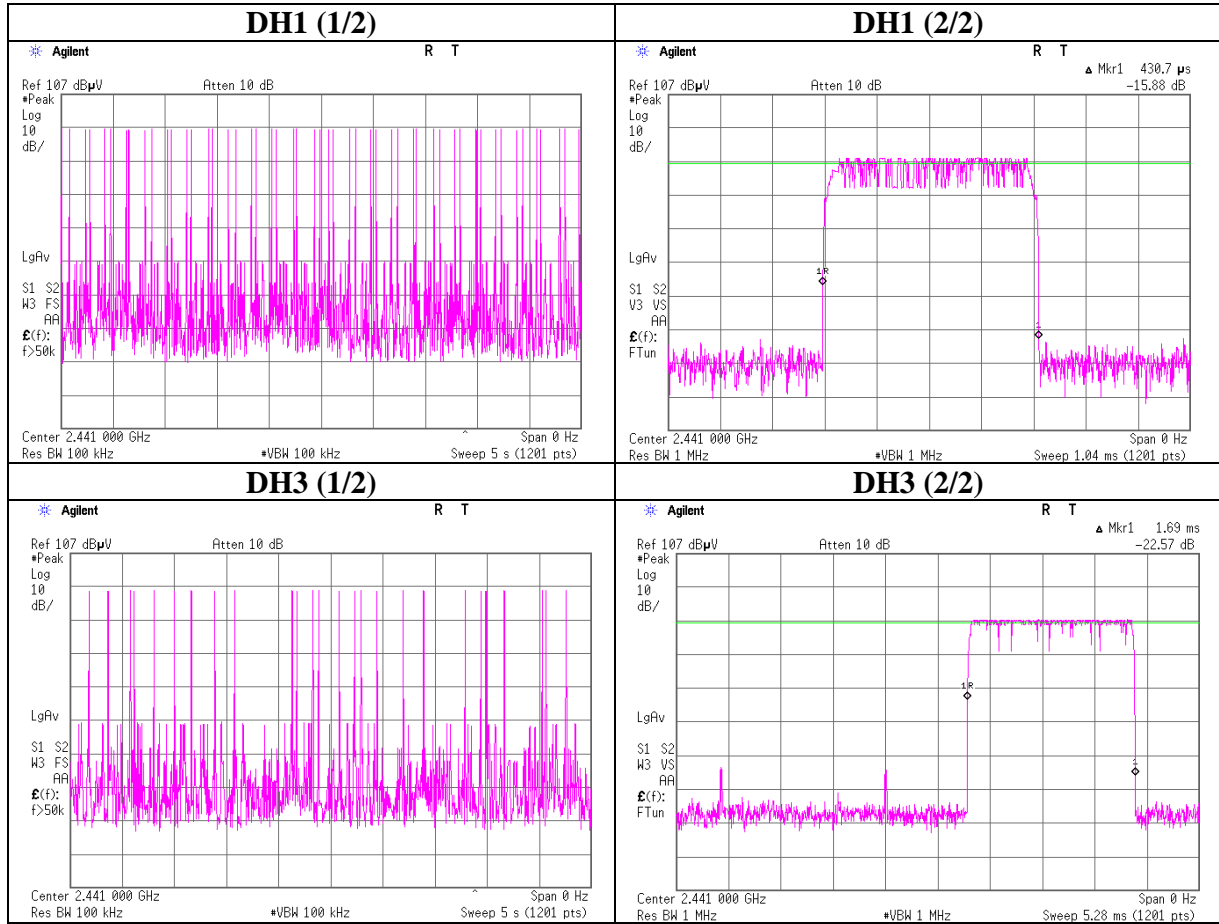 DH1 (1/2)
Agilent
R T
Ref 107 dBµV
Atten 10 dB
#Peak
Log
10
dB/
LgAv
S1 S2
W3 FS
AA
£(f):
f>50k
Center 2.441 000 GHz
Span 0 Hz
Res BW 100 kHz
#VBW 100 kHz
Sweep 5 s (1201 pts)
DH1 (2/2)
Agilent
R T
Δ Mkr1 430.7 µs
Ref 107 dBµV
Atten 10 dB
-15.88 dB
#Peak
Log
10
dB/
1R
1
LgAv
S1 S2
V3 VS
AA
£(f):
FTun
Center 2.441 000 GHz
Span 0 Hz
Res BW 1 MHz
#VBW 1 MHz
Sweep 1.04 ms (1201 pts)
DH3 (1/2)
Agilent
R T
Ref 107 dBµV
Atten 10 dB
#Peak
Log
10
dB/
LgAv
S1 S2
W3 FS
AA
£(f):
f>50k
Center 2.441 000 GHz
Span 0 Hz
Res BW 100 kHz
#VBW 100 kHz
Sweep 5 s (1201 pts)
DH3 (2/2)
Agilent
R T
Δ Mkr1 1.69 ms
Ref 107 dBµV
Atten 10 dB
-22.57 dB
#Peak
Log
10
dB/
1R
1
LgAv
S1 S2
W3 VS
AA
£(f):
FTun
Center 2.441 000 GHz
Span 0 Hz
Res BW 1 MHz
#VBW 1 MHz
Sweep 5.28 ms (1201 pts)